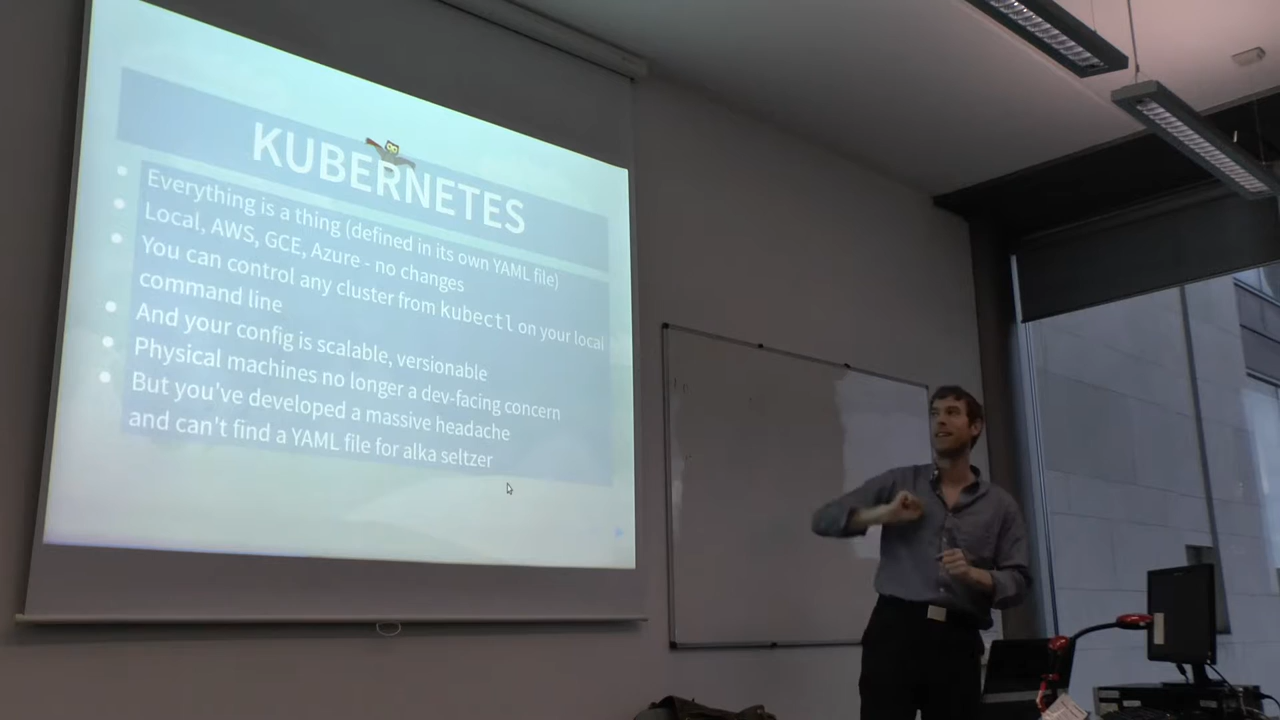 KUBERNETES
Everything is a thing (defined in its own YAML file)
Local, AWS, GCE, Azure - no changes
You can control any cluster from kubectl on your local
command line
And your config is scalable, versionable
Physical machines no longer a dev-facing concern
But you've developed a massive headache
and can't find a YAML file for alka seltzer